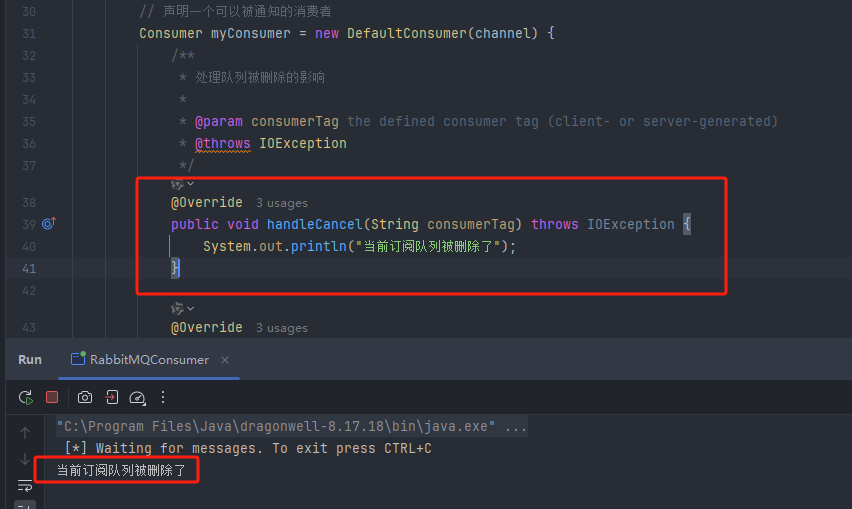 30 // 声明一个可以被通知的消费者
31 Consumer myConsumer = new DefaultConsumer(channel) {
32 /**
33 * 处理队列被删除的影响
34 *
35 * @param consumerTag the defined consumer tag (client- or server-generated)
36 * @throws IOException
37 */
38 @Override 3 usages
39 public void handleCancel(String consumerTag) throws IOException {
40 System.out.println("当前订阅队列被删除了");
41 }
42
43 @Override 3 usages
Run RabbitMQConsumer
"C:\Program Files\Java\dragonwell-8.17.18\bin\java.exe" ...
[*] Waiting for messages. To exit press CTRL+C
当前订阅队列被删除了